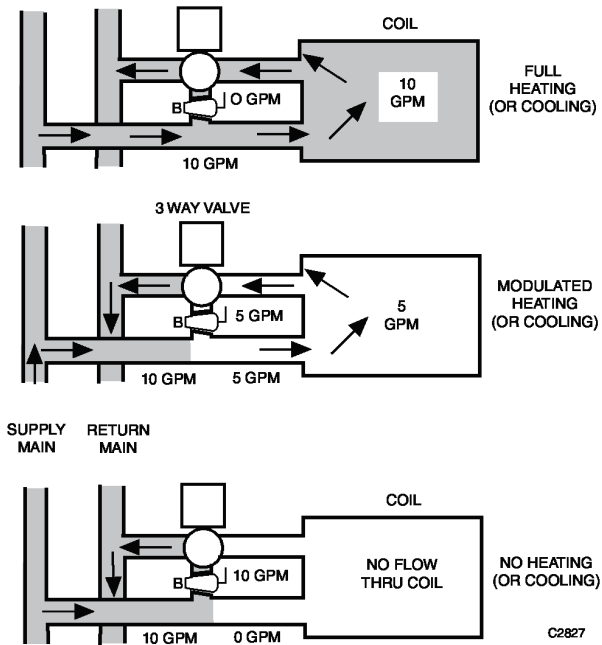 COIL
10
GPM
FULL
HEATING
(OR COOLING)
B
O GPM
10 GPM
3 WAY VALVE
MODULATED
HEATING
(OR COOLING)
5
GPM
B
5 GPM
10 GPM
5 GPM
SUPPLY
MAIN
RETURN
MAIN
COIL
NO FLOW
THRU COIL
NO HEATING
(OR COOLING)
B
10 GPM
10 GPM
0 GPM
C2827